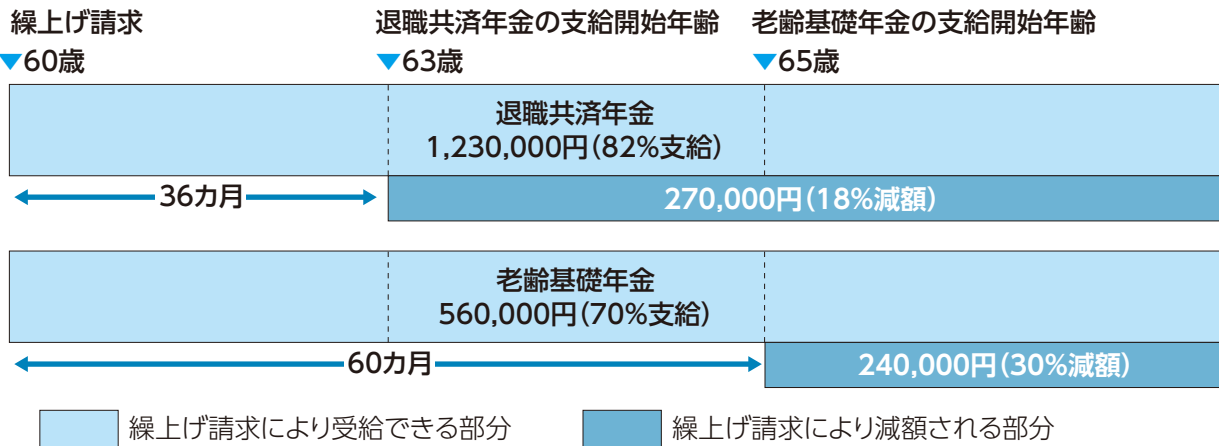 繰上げ請求
退職共済年金の支給開始年齢
老齢基礎年金の支給開始年齢
▼60歳
▼63歳
▼65歳
退職共済年金
1,230,000円(82%支給)
36カ月
270,000円(18%減額)
老齢基礎年金
560,000円(70%支給)
60カ月
240,000円(30%減額)
繰上げ請求により受給できる部分
繰上げ請求により減額される部分